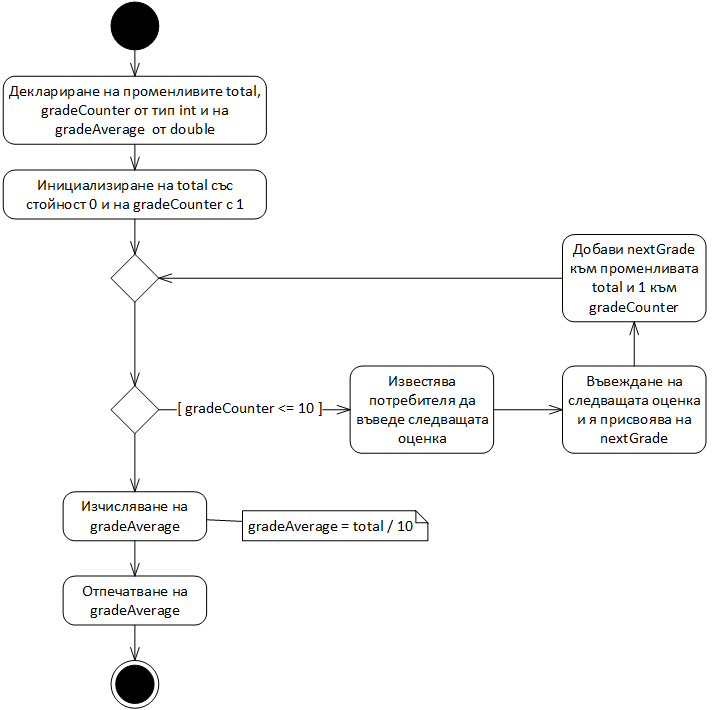 Деклариране на променливите total,
gradeCounter от тип int и на
gradeAverage от double
Инициализиране на total със
стойност 0 и на gradeCounter с 1
Добави nextGrade
към променливата
total и 1 към
gradeCounter
[ gradeCounter <= 10 ]
Известява
потребителя да
въведе следващата
оценка
Въвеждане на
следващата оценка
и я присвоява на
nextGrade
Изчисляване на
gradeAverage
gradeAverage = total / 10
Отпечатване на
gradeAverage